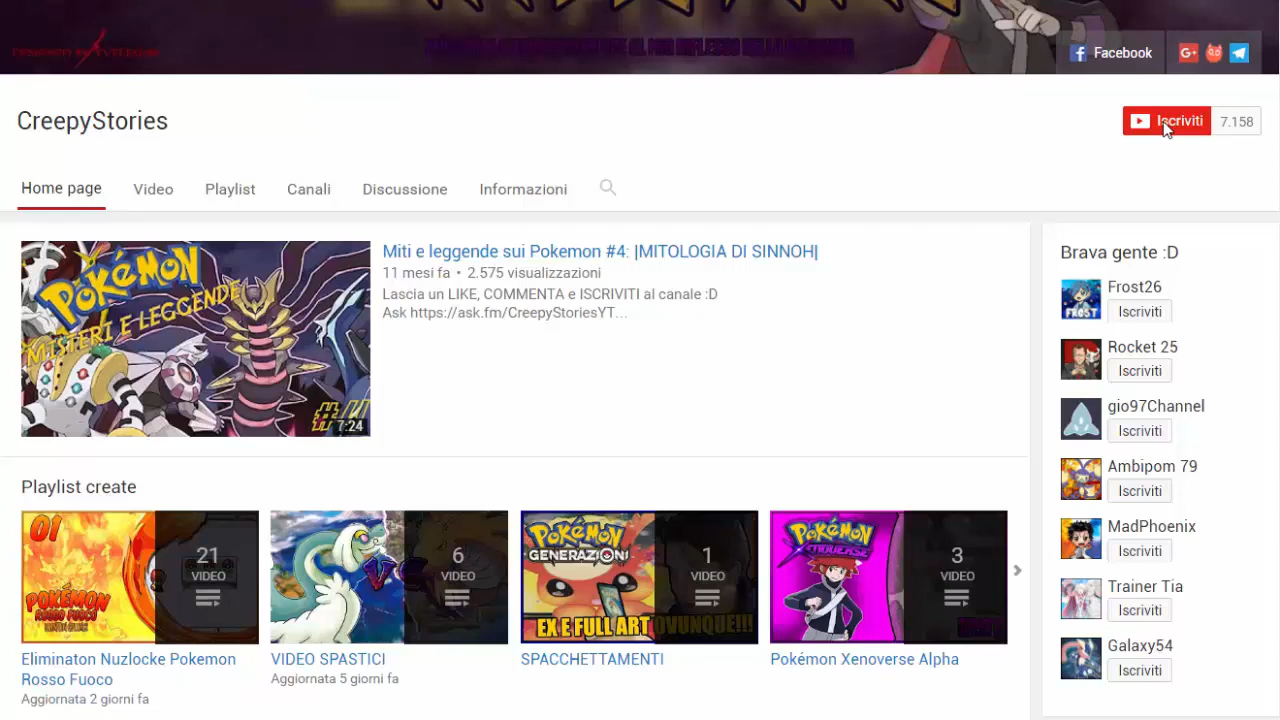 Facebook
CreepyStories
Iscriviti 7.158
Home page Video Playlist Canali Discussione Informazioni
POKÉMON
MISTERI E LEGGENDE
#4
7:24
Miti e leggende sui Pokemon #4: |MITOLOGIA DI SINNOH|
11 mesi fa • 2.575 visualizzazioni
Lascia un LIKE, COMMENTA e ISCRIVITI al canale :D
Ask https://ask.fm/CreepyStoriesYT...
Brava gente :D
Frost26
FROST
Iscriviti
Rocket 25
Iscriviti
gio97Channel
Iscriviti
Ambipom 79
Iscriviti
MadPhoenix
Iscriviti
Trainer Tia
Iscriviti
Galaxy54
Iscriviti
Playlist create
01
POKÉMON
ROSSO FUOCO
21
VIDEO
Eliminaton Nuzlocke Pokemon
Rosso Fuoco
Aggiornata 2 giorni fa
6
VIDEO
VIDEO SPASTICI
Aggiornata 5 giorni fa
POKÉMON
GENERAZIONI
EX E FULL ART OVUNQUE!!!
1
VIDEO
SPACCHETTAMENTI
POKÉMON
XENOVERSE
3
VIDEO
Pokémon Xenoverse Alpha